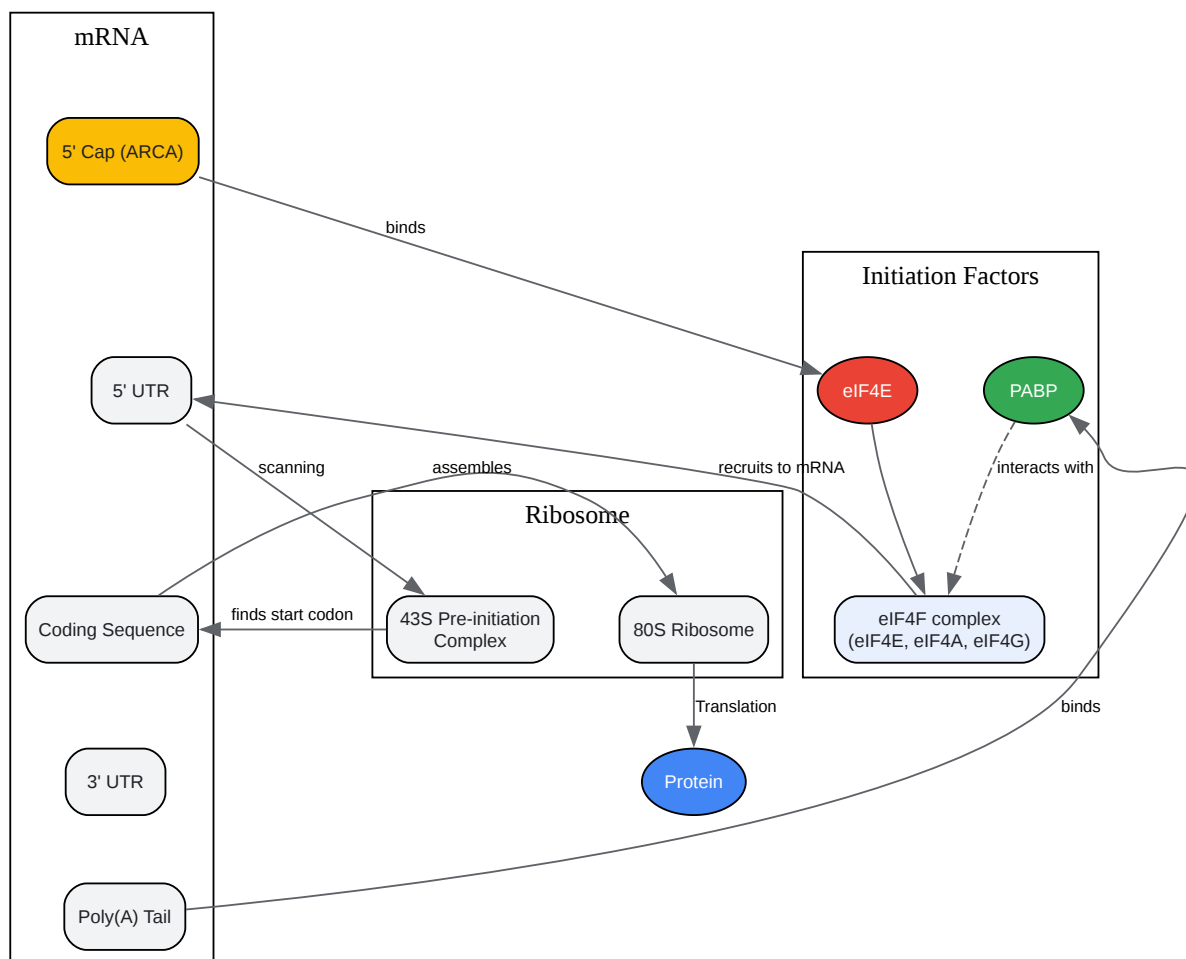 mRNA
5' Cap (ARCA)
binds
Initiation Factors
5' UTR
eIF4E
PABP
scanning
assembles
recruits to mRNA
interacts with
Ribosome
Coding Sequence
finds start codon
43S Pre-initiation
Complex
80S Ribosome
eIF4F complex
(eIF4E, eIF4A, eIF4G)
Translation
binds
3' UTR
Protein
Poly(A) Tail